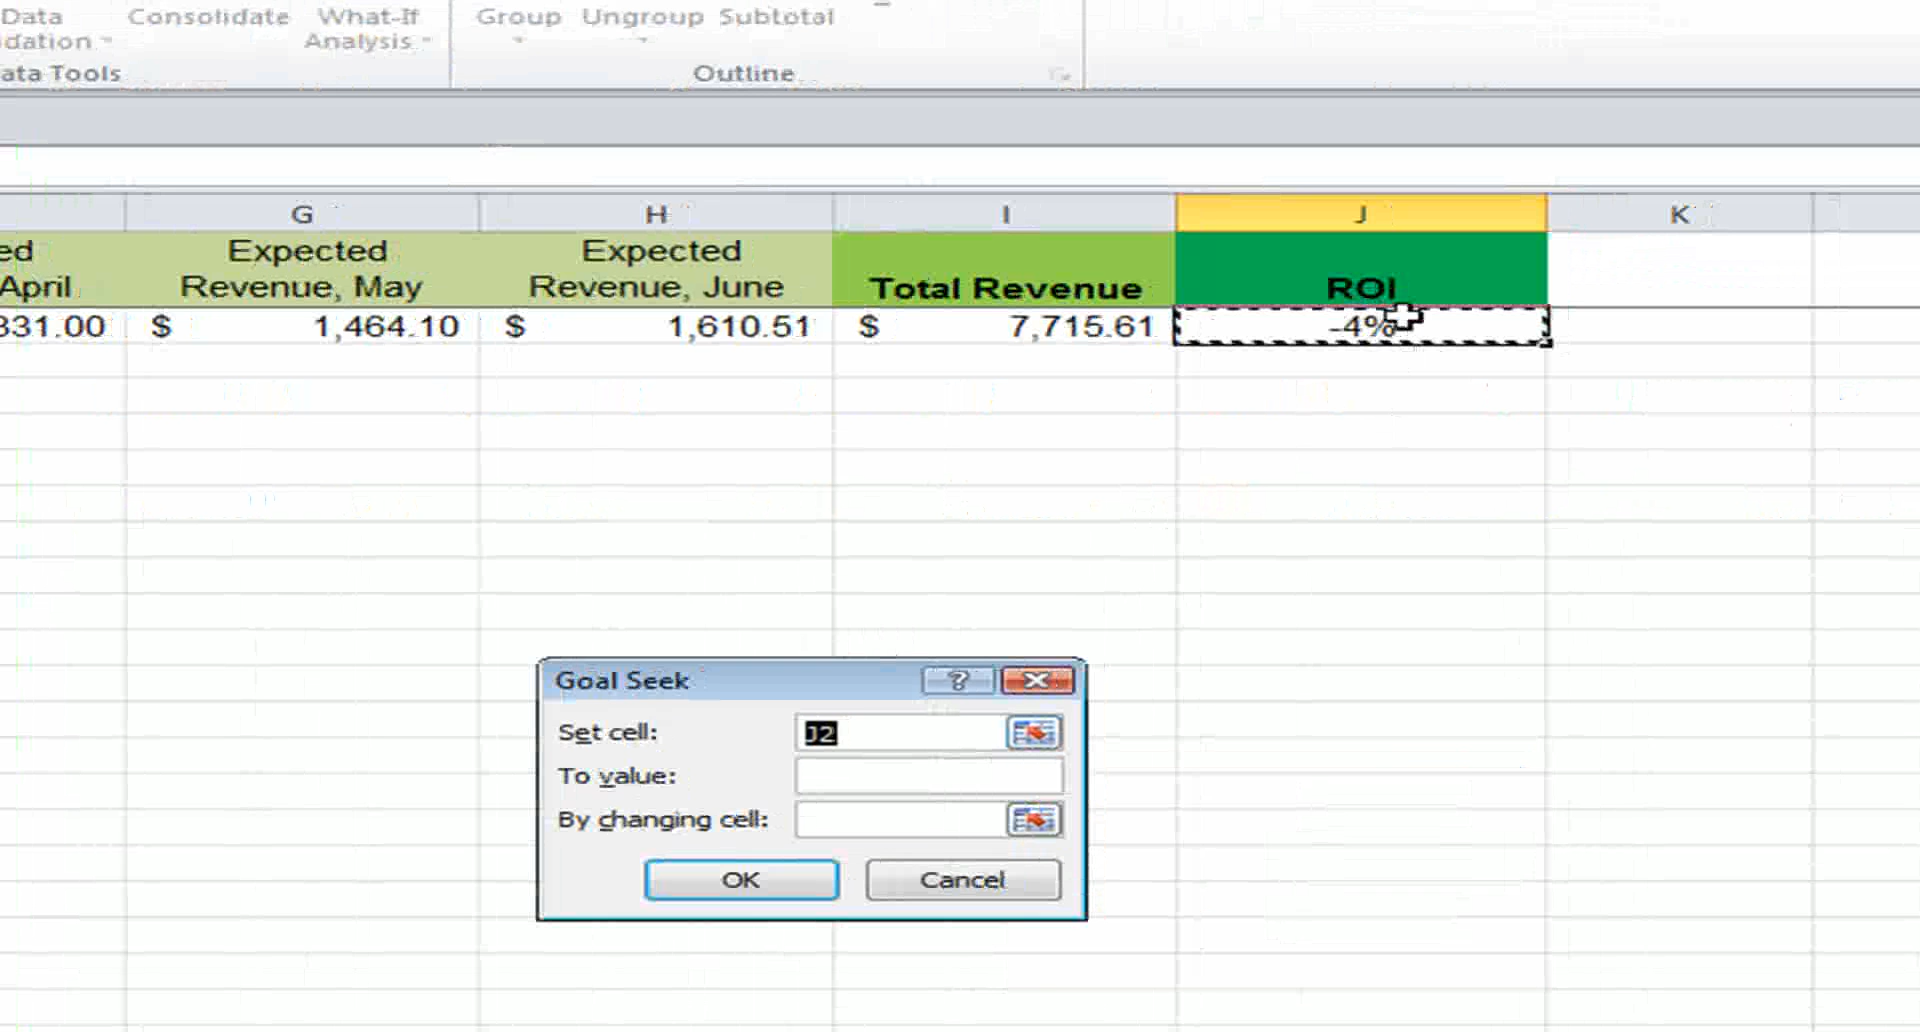 Data Consolidate What-If Group Ungroup Subtotal
dation Analysis
ata Tools Outline
G H I J K
ed Expected Expected
April Revenue, May Revenue, June Total Revenue ROI
331.00 $ 1,464.10 $ 1,610.51 $ 7,715.61 -4%
Goal Seek ?
Set cell: J2
To value:
By changing cell:
OK Cancel